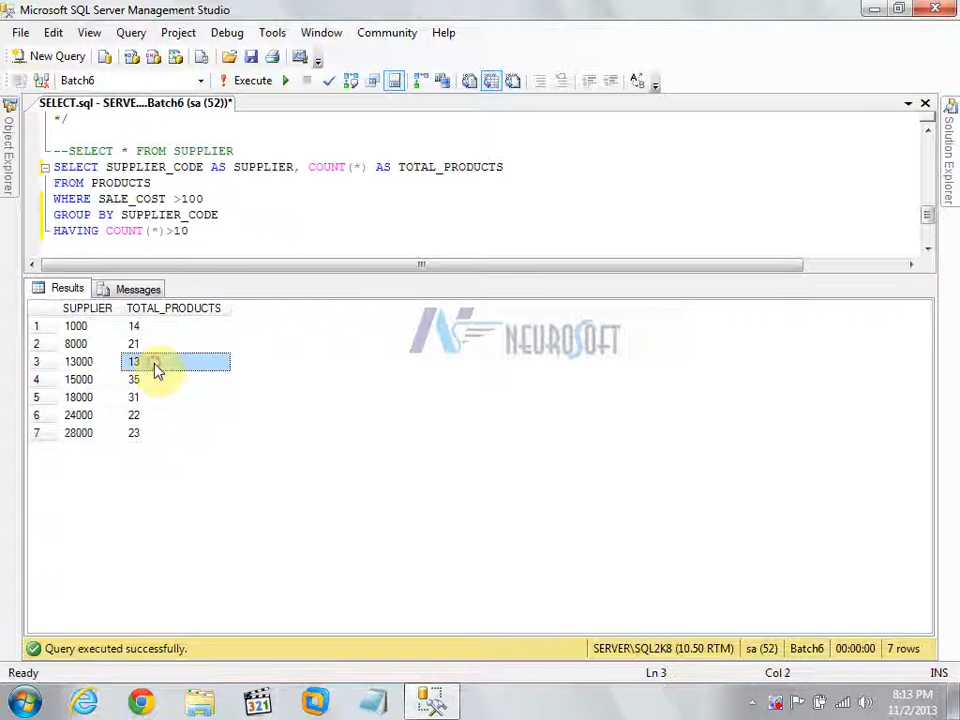 Microsoft SQL Server Management Studio
File Edit View Query Project Debug Tools Window Community Help
New Query
Batch6 Execute
SELECT.sql - SERVE....Batch6 (sa (52))*
Object Explorer
Solution Explorer
*/
--SELECT * FROM SUPPLIER
SELECT SUPPLIER_CODE AS SUPPLIER, COUNT(*) AS TOTAL_PRODUCTS
FROM PRODUCTS
WHERE SALE_COST >100
GROUP BY SUPPLIER_CODE
HAVING COUNT(*)>10
Results Messages
SUPPLIER TOTAL_PRODUCTS
1 1000 14
2 8000 21
3 13000 13
4 15000 35
5 18000 31
6 24000 22
7 28000 23
NEUROSOFT
Query executed successfully. SERVER\SQL2K8 (10.50 RTM) sa (52) Batch6 00:00:00 7 rows
Ready Ln 3 Col 2 INS
321
8:13 PM
11/2/2013